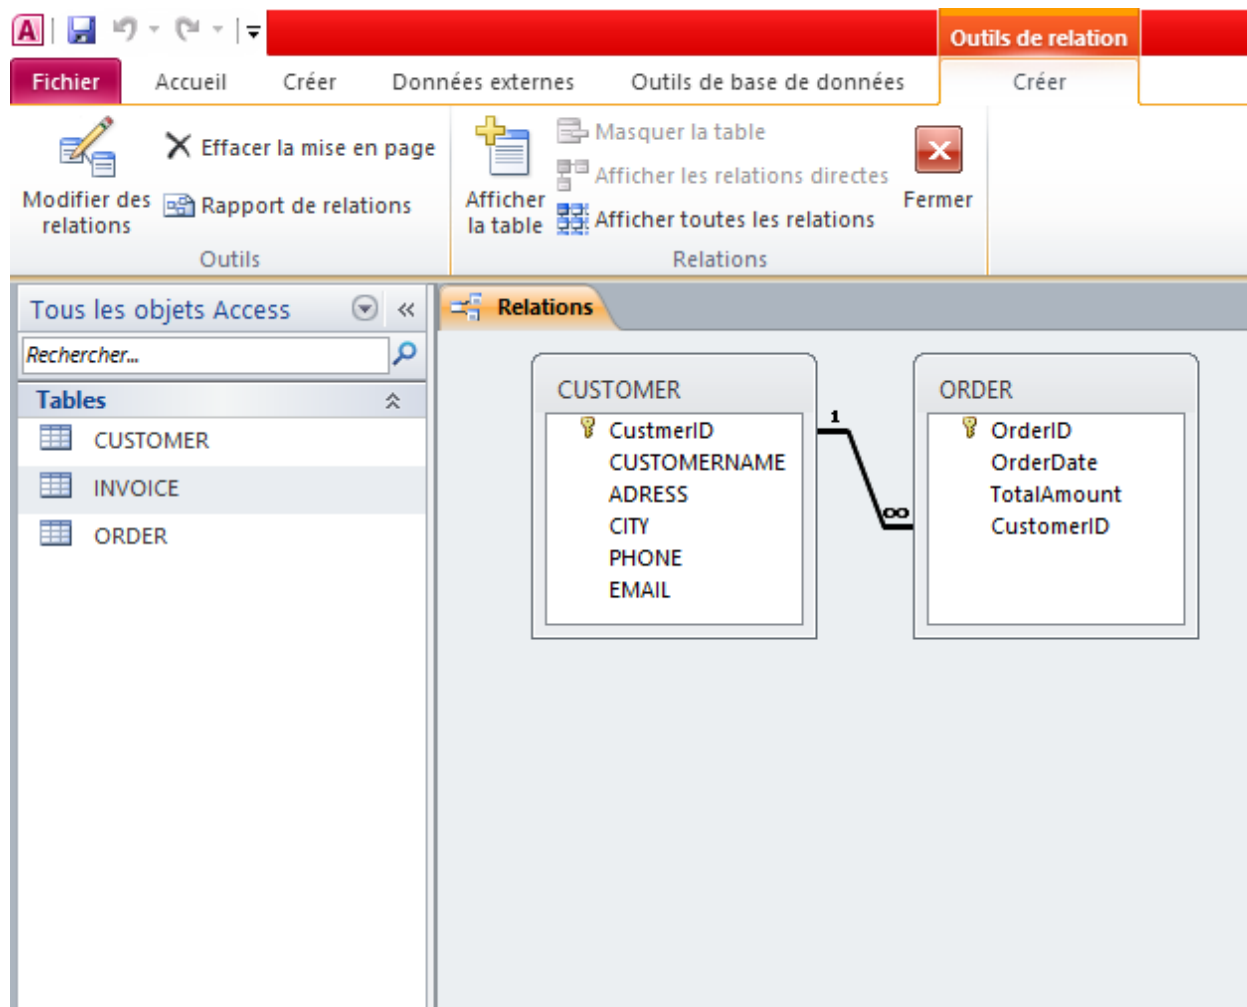 Outils de relation
Fichier Accueil Créer Données externes Outils de base de données Créer
Modifier des relations
Effacer la mise en page
Rapport de relations
Outils
Afficher la table
Masquer la table
Afficher les relations directes
Afficher toutes les relations
Relations
Fermer
Tous les objets Access
Rechercher...
Tables
CUSTOMER
INVOICE
ORDER
Relations
CUSTOMER
CustmerID
CUSTOMERNAME
ADRESS
CITY
PHONE
EMAIL
1
∞
ORDER
OrderID
OrderDate
TotalAmount
CustomerID